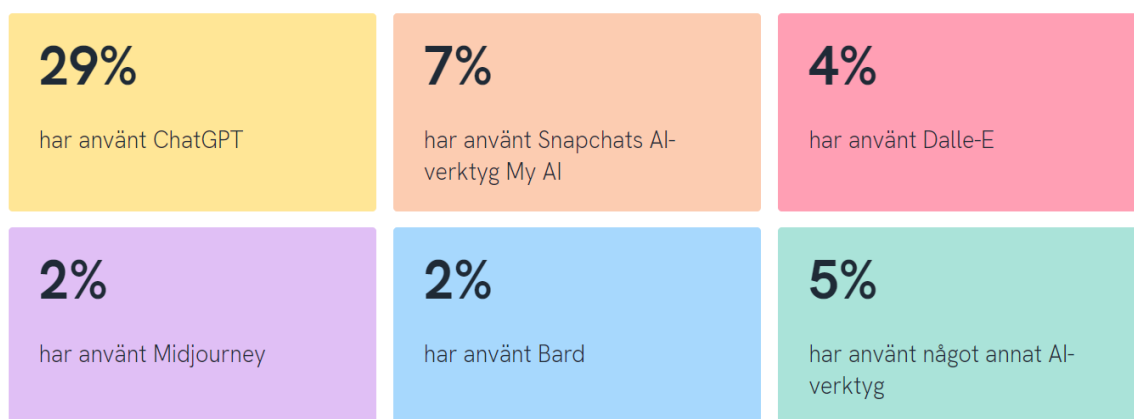 29%
har använt ChatGPT
7%
har använt Snapchats AI-
verktyg My AI
4%
har använt Dalle-E
2%
har använt Midjourney
2%
har använt Bard
5%
har använt något annat AI-
verktyg